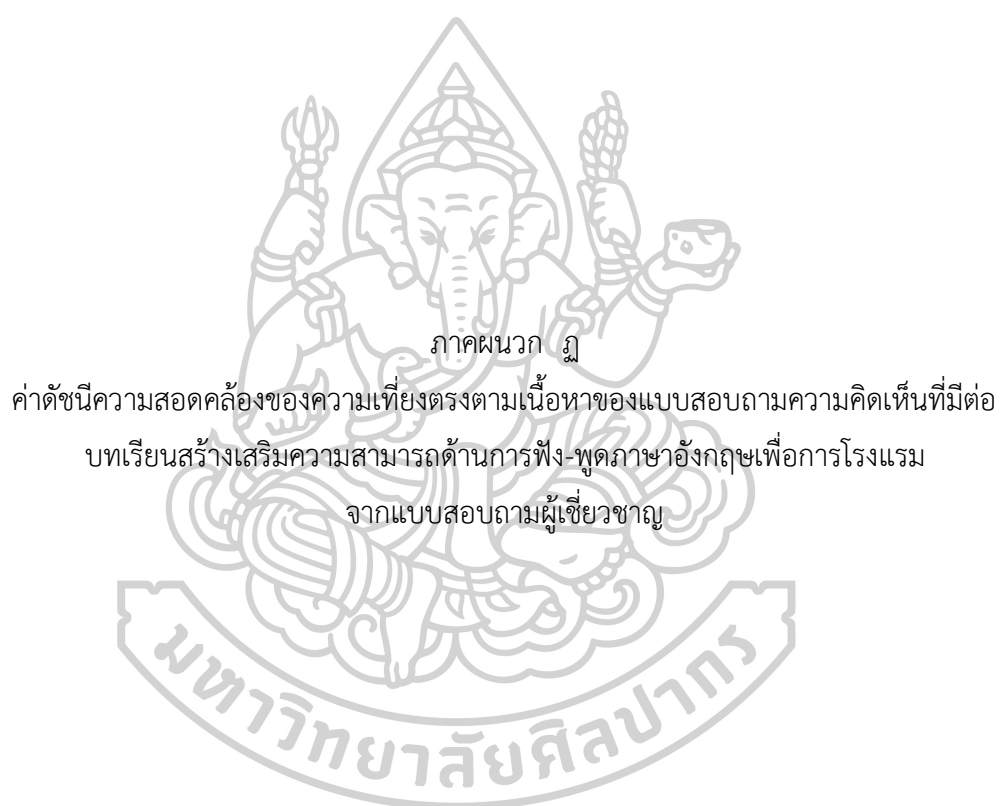 ภาคผนวก ฏ
ค่าดัชนีความสอดคล้องของความเที่ยงตรงตามเนื้อหาของแบบสอบถามความคิดเห็นที่มีต่อ
บทเรียนสร้างเสริมความสามารถด้านการฟัง-พูดภาษาอังกฤษเพื่อการโรงแรม
จากแบบสอบถามผู้เชี่ยวชาญ
มหาวิทยาลัยศิลปากร